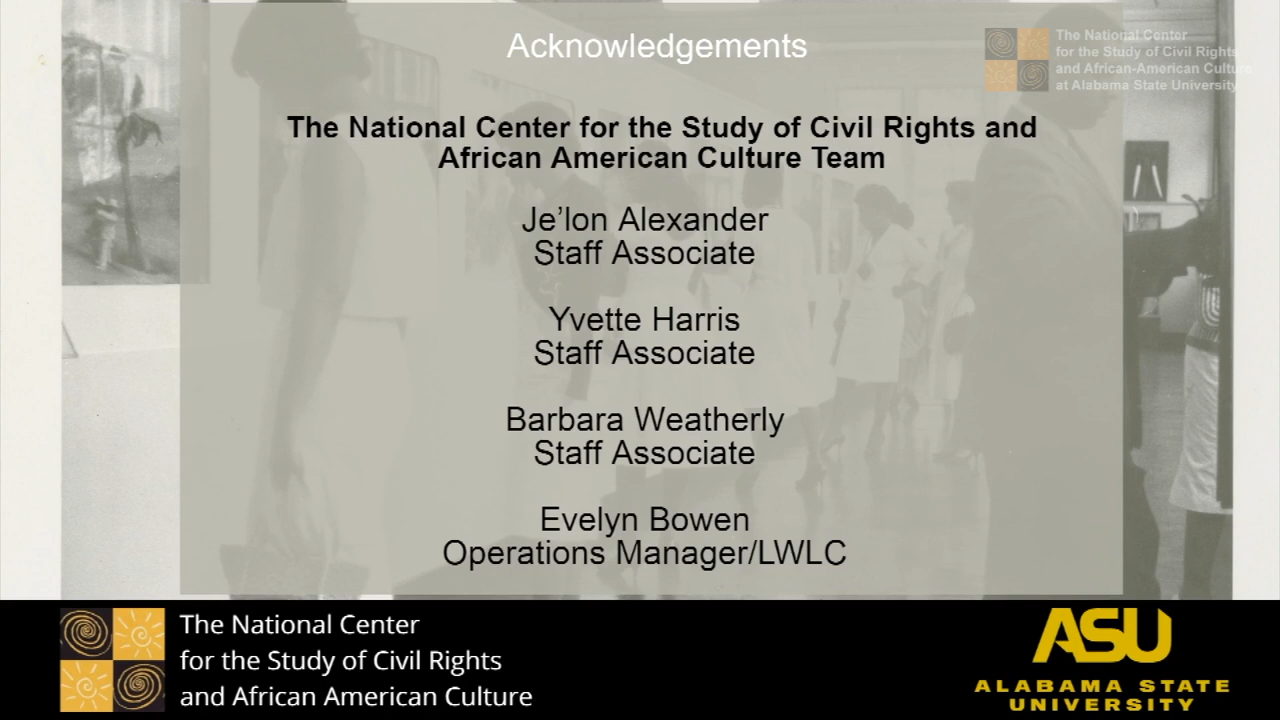 Acknowledgements
The National Center
for the Study of Civil Rights
and African-American Culture
at Alabama State University
The National Center for the Study of Civil Rights and
African American Culture Team
Je’lon Alexander
Staff Associate
Yvette Harris
Staff Associate
Barbara Weatherly
Staff Associate
Evelyn Bowen
Operations Manager/LWLC
The National Center
for the Study of Civil Rights
and African American Culture
ASU
ALABAMA STATE
UNIVERSITY